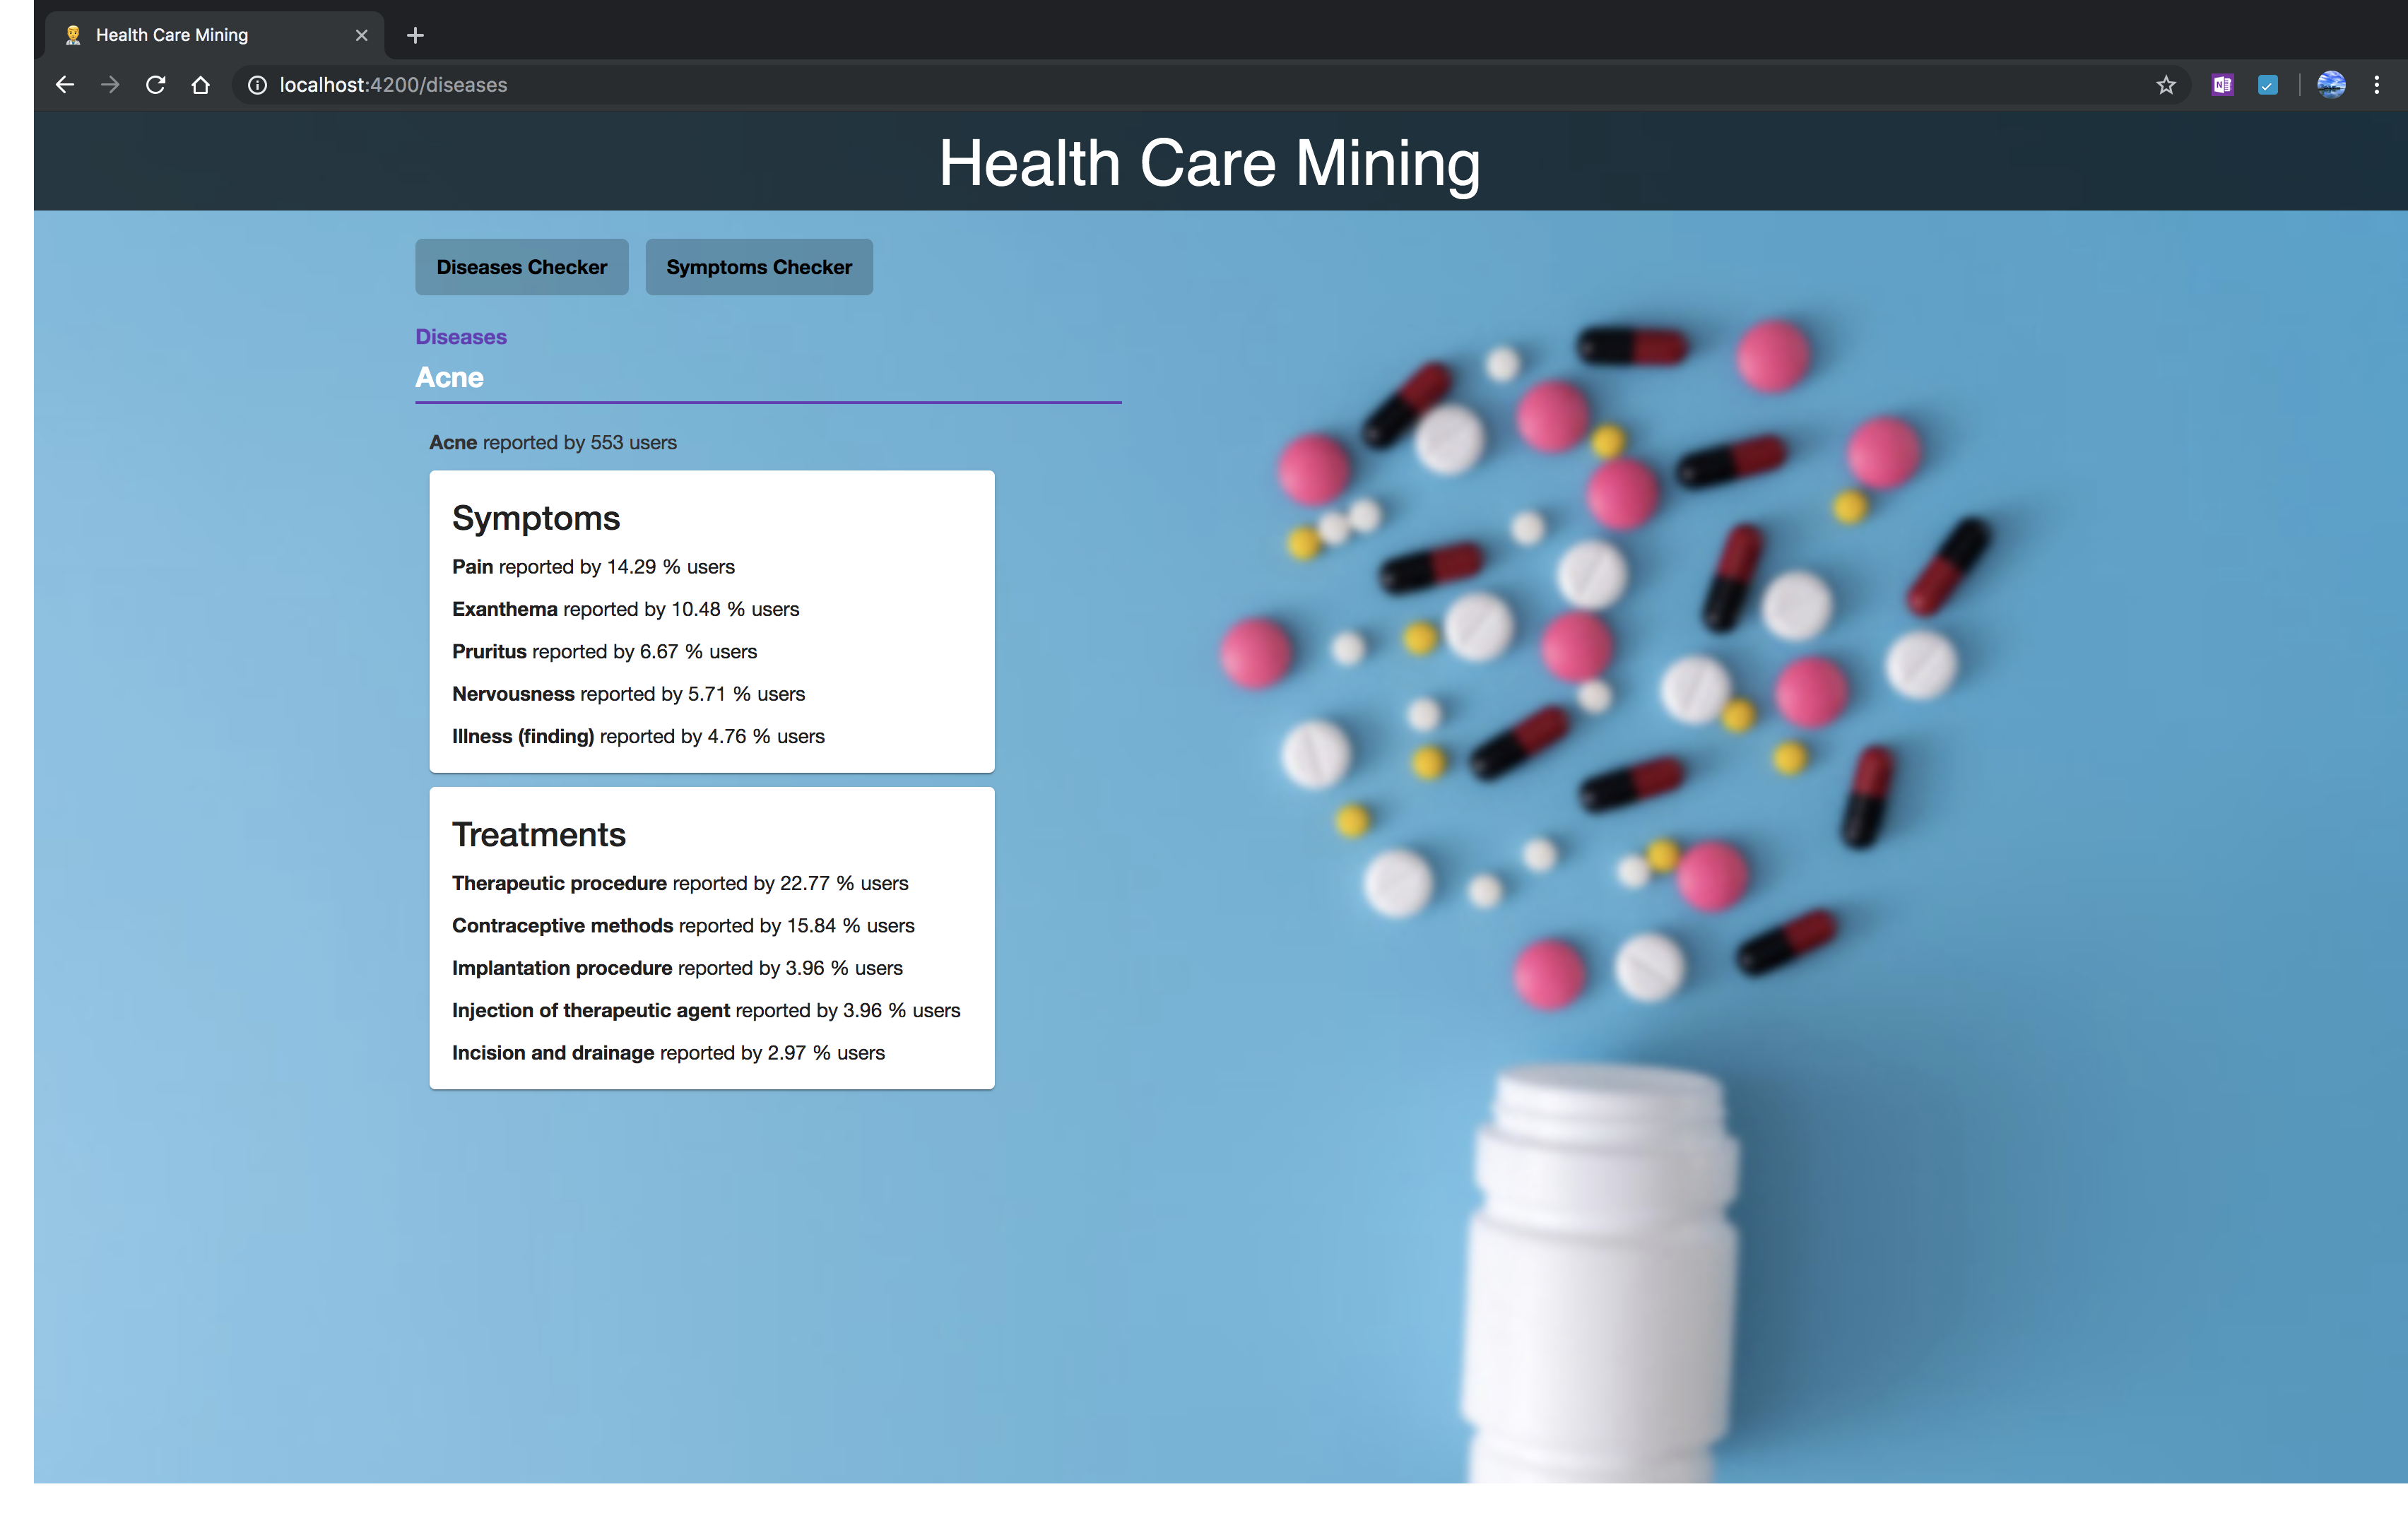 Health Care Mining
localhost:4200/diseases
Health Care Mining
Diseases Checker
Symptoms Checker
Diseases
Acne
Acne reported by 553 users
Symptoms
Pain reported by 14.29 % users
Exanthema reported by 10.48 % users
Pruritus reported by 6.67 % users
Nervousness reported by 5.71 % users
Illness (finding) reported by 4.76 % users
Treatments
Therapeutic procedure reported by 22.77 % users
Contraceptive methods reported by 15.84 % users
Implantation procedure reported by 3.96 % users
Injection of therapeutic agent reported by 3.96 % users
Incision and drainage reported by 2.97 % users